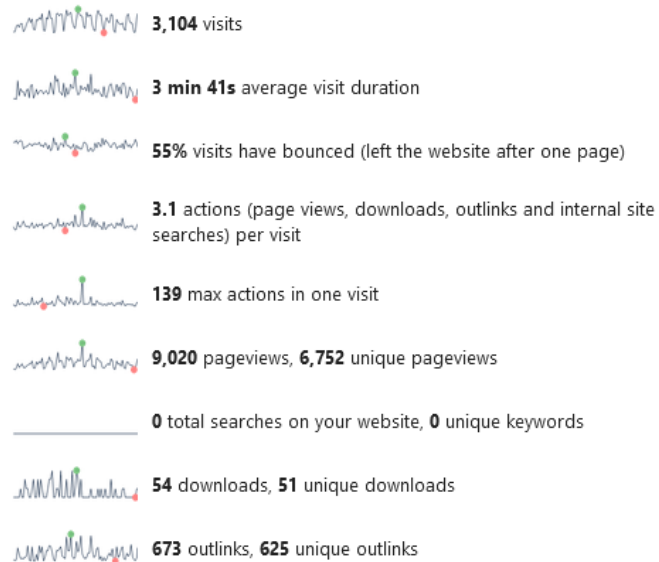 3,104 visits
3 min 41s average visit duration
55% visits have bounced (left the website after one page)
3.1 actions (page views, downloads, outlinks and internal site
searches) per visit
139 max actions in one visit
9,020 pageviews, 6,752 unique pageviews
0 total searches on your website, 0 unique keywords
54 downloads, 51 unique downloads
673 outlinks, 625 unique outlinks